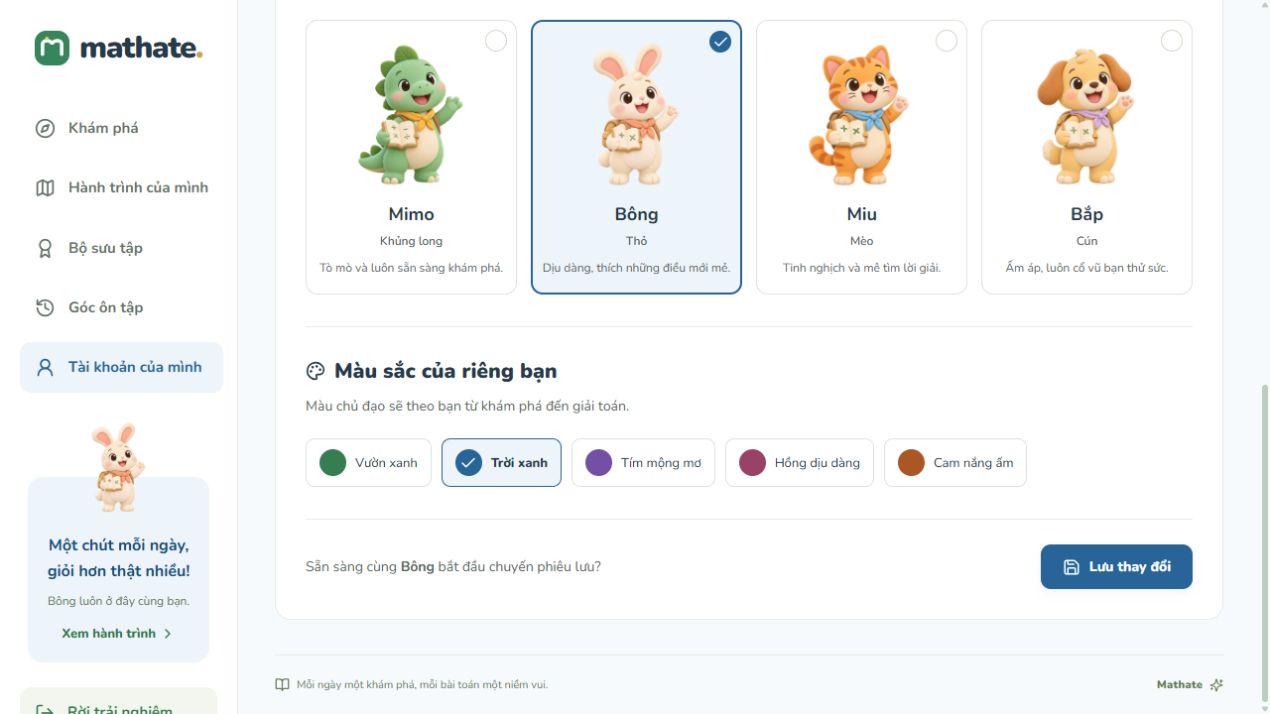 mathate.
Khám phá
Hành trình của mình
Bộ sưu tập
Góc ôn tập
Tài khoản của mình
Một chút mỗi ngày,
giỏi hơn thật nhiều!
Bông luôn ở đây cùng bạn.
Xem hành trình
Rời trải nghiệm
Mimo
Khủng long
Tò mò và luôn sẵn sàng khám phá.
Bông
Thỏ
Dịu dàng, thích những điều mới mẻ.
Miu
Mèo
Tinh nghịch và mê tìm lời giải.
Bắp
Cún
Ấm áp, luôn cổ vũ bạn thử sức.
Màu sắc của riêng bạn
Màu chủ đạo sẽ theo bạn từ khám phá đến giải toán.
Vườn xanh
Trời xanh
Tím mộng mơ
Hồng dịu dàng
Cam nắng ấm
Sẵn sàng cùng Bông bắt đầu chuyến phiêu lưu?
Lưu thay đổi
Mỗi ngày một khám phá, mỗi bài toán một niềm vui.
Mathate